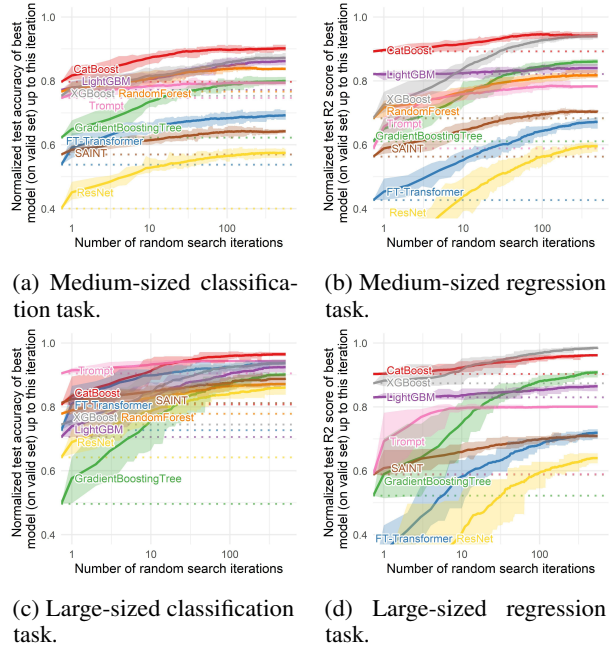 Normalized test accuracy of best
model (on valid set) up to this iteration
0.8
0.6
0.4
CatBoost
LightGBM
XGBoost
RandomForest
Trompt
GradientBoostingTree
FT-Transformer
SAINT
ResNet
1
10
100
Number of random search iterations
(a) Medium-sized classifica-
tion task.
Normalized test R2 score of best
model (on valid set) up to this iteration
0.8
0.6
0.4
CatBoost
LightGBM
XGBoost
RandomForest
Trompt
GradientBoostingTree
SAINT
FT-Transformer
ResNet
1
10
100
Number of random search iterations
(b) Medium-sized regression
task.
Normalized test accuracy of best
model (on valid set) up to this iteration
1.0
0.8
0.6
0.4
Trompt
CatBoost
SAINT
FT-Transformer
XGBoost
RandomForest
LightGBM
ResNet
GradientBoostingTree
1
10
100
Number of random search iterations
(c) Large-sized classification
task.
Normalized test R2 score of best
model (on valid set) up to this iteration
1.0
0.8
0.6
0.4
CatBoost
XGBoost
LightGBM
Trompt
SAINT
GradientBoostingTree
FT-Transformer
ResNet
1
10
100
Number of random search iterations
(d) Large-sized regression
task.